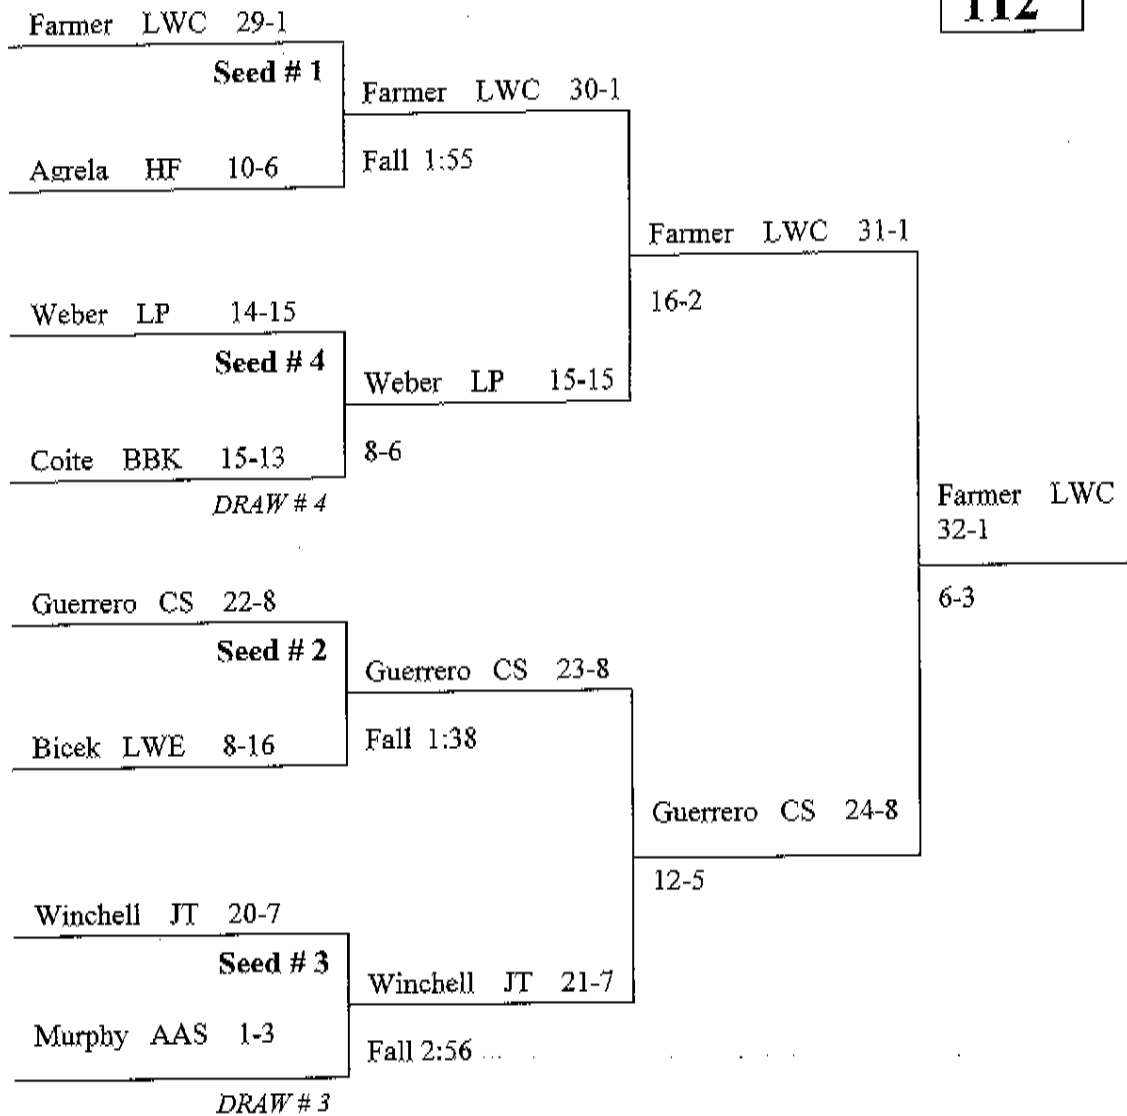 112
Farmer LWC 29-1
Seed # 1
Farmer LWC 30-1
Agrela HF 10-6
Fall 1:55
Farmer LWC 31-1
16-2
Weber LP 14-15
Seed # 4
Weber LP 15-15
8-6
Coite BBK 15-13
DRAW # 4
Farmer LWC
32-1
6-3
Guerrero CS 22-8
Seed # 2
Guerrero CS 23-8
Bicek LWE 8-16
Fall 1:38
Guerrero CS 24-8
12-5
Winchell JT 20-7
Seed # 3
Winchell JT 21-7
Murphy AAS 1-3
Fall 2:56
DRAW # 3